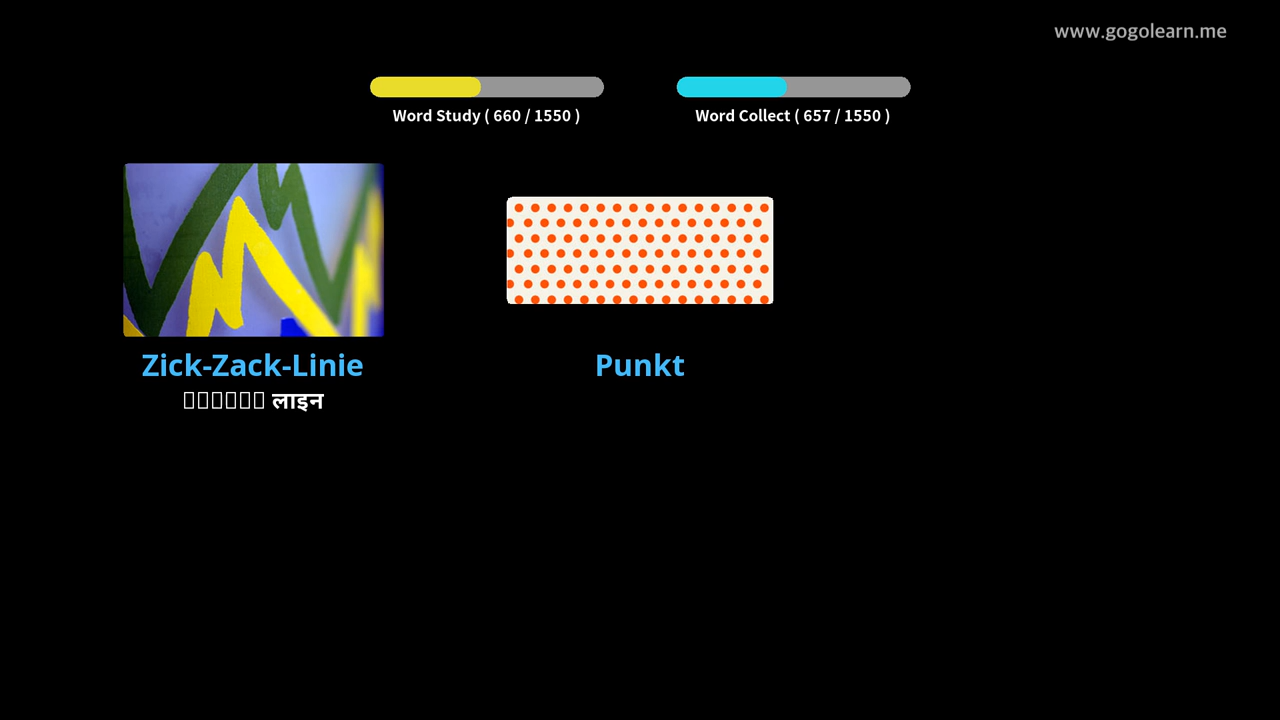 www.gogolearn.me
Word Study ( 660 / 1550 )
Word Collect ( 657 / 1550 )
Zick-Zack-Linie
Punkt
लाइन